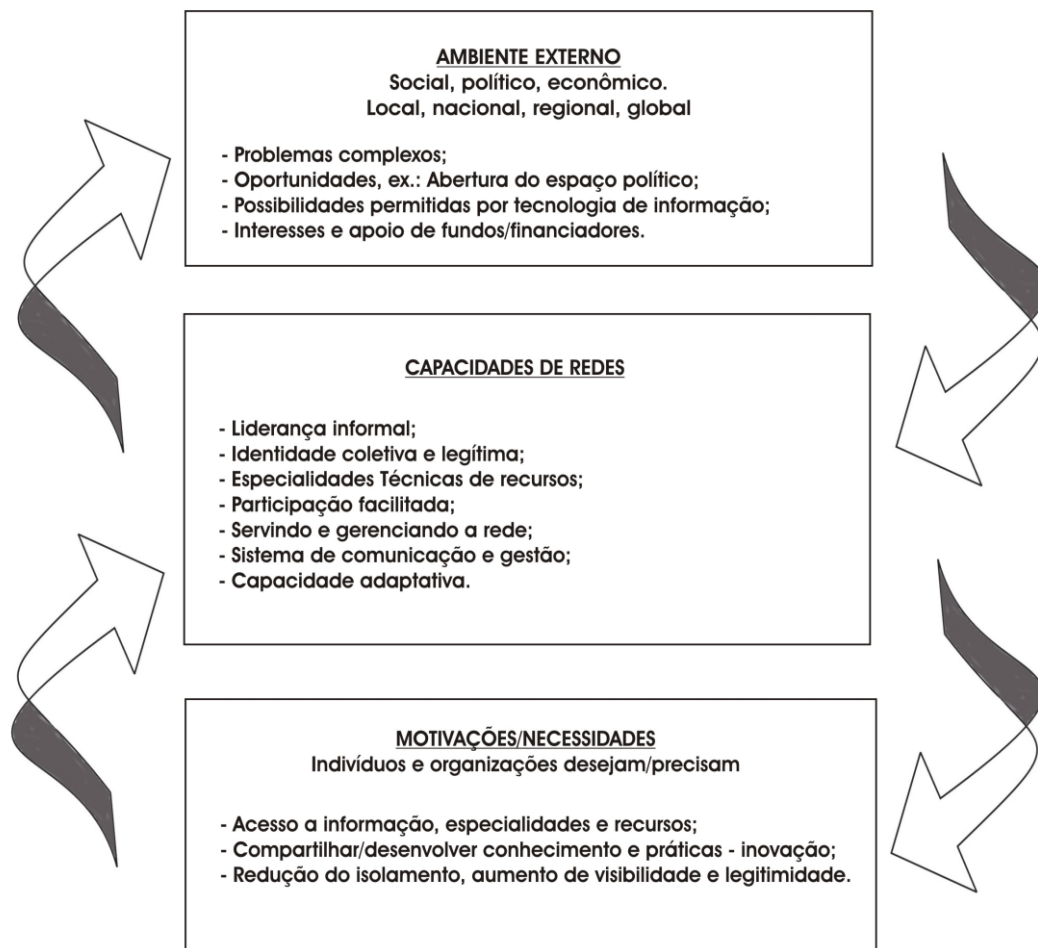 AMBIENTE EXTERNO
Social, político, econômico.
Local, nacional, regional, global
- Problemas complexos;
- Oportunidades, ex.: Abertura do espaço político;
- Possibilidades permitidas por tecnologia de informação;
- Interesses e apoio de fundos/financiadores.
CAPACIDADES DE REDES
- Liderança informal;
- Identidade coletiva e legítima;
- Especialidades Técnicas de recursos;
- Participação facilitada;
- Servindo e gerenciando a rede;
- Sistema de comunicação e gestão;
- Capacidade adaptativa.
MOTIVAÇÕES/NECESSIDADES
Indivíduos e organizações desejam/precisam
- Acesso a informação, especialidades e recursos;
- Compartilhar/desenvolver conhecimento e práticas - inovação;
- Redução do isolamento, aumento de visibilidade e legitimidade.